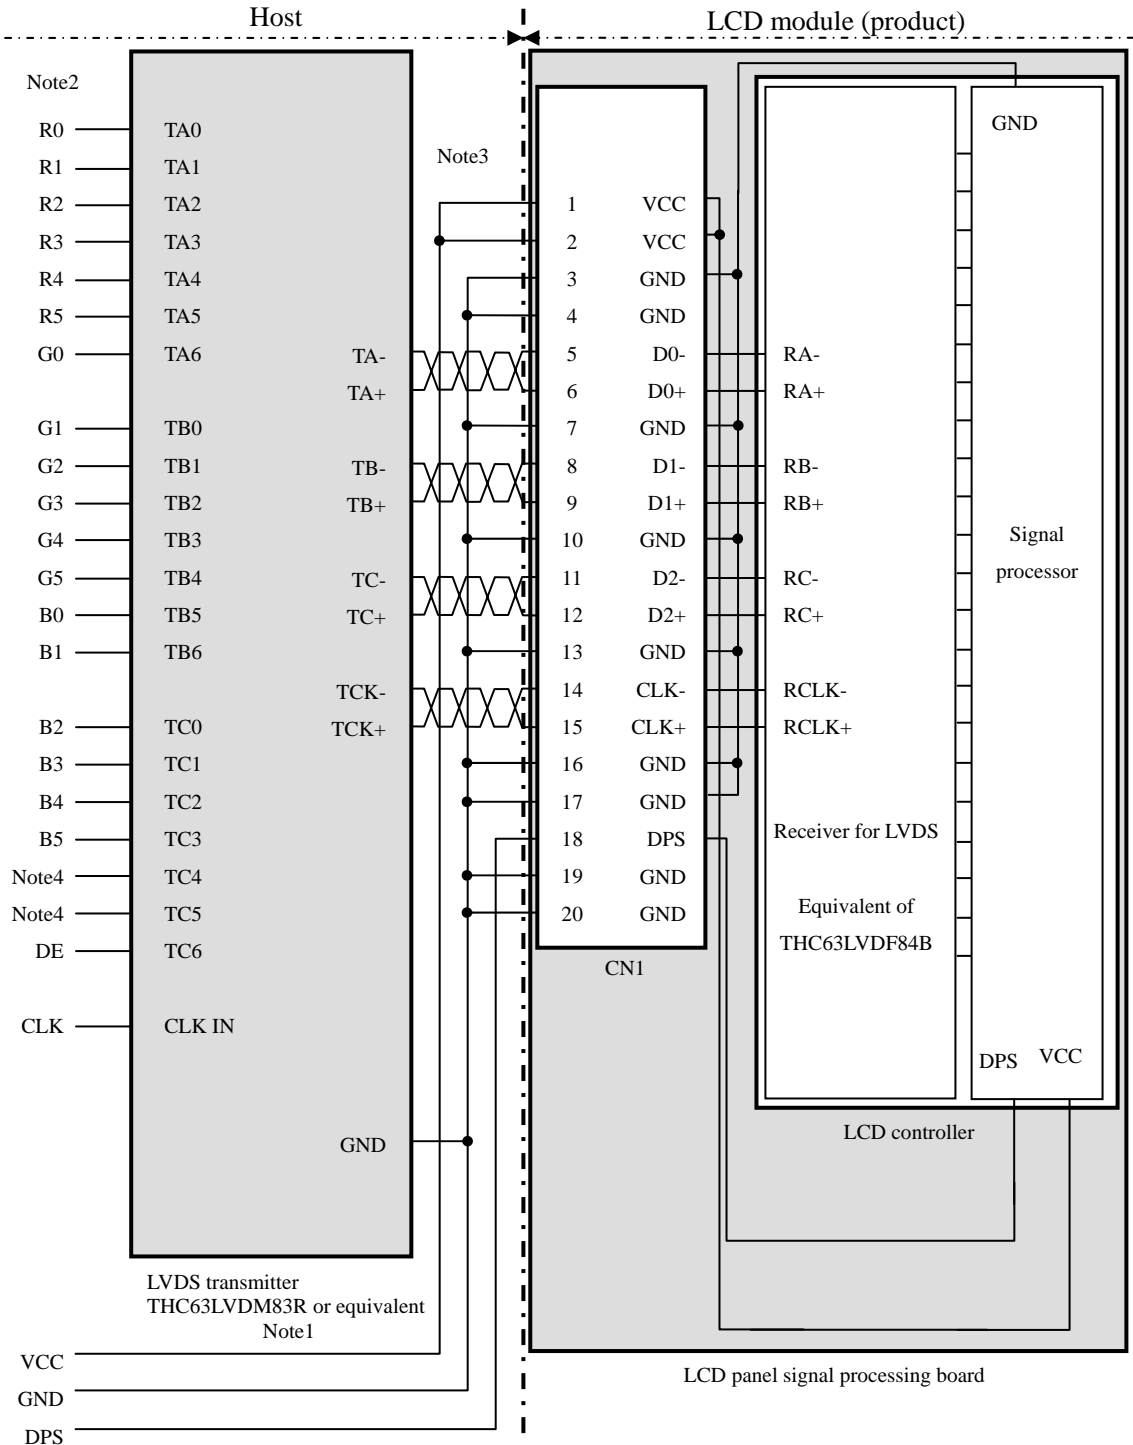 Host
LCD module (product)
Note2
GND
R0 TA0
Note3
R1 TA1
R2 TA2 1 VCC
R3 TA3 2 VCC
R4 TA4 3 GND
R5 TA5 4 GND
G0 TA6 TA- 5 D0- RA-
TA+ 6 D0+ RA+
G1 TB0 7 GND
G2 TB1 TB- 8 D1- RB-
G3 TB2 TB+ 9 D1+ RB+
G4 TB3 10 GND
Signal
processor
G5 TB4 TC- 11 D2- RC-
B0 TB5 TC+ 12 D2+ RC+
B1 TB6 13 GND
TCK- 14 CLK- RCLK-
B2 TC0 TCK+ 15 CLK+ RCLK+
B3 TC1 16 GND
B4 TC2 17 GND
B5 TC3 18 DPS
Receiver for LVDS
Note4 TC4 19 GND
Note4 TC5 20 GND
Equivalent of
THC63LVDF84B
DE TC6
CN1
CLK CLK IN
DPS VCC
LCD controller
GND
LVDS transmitter
THC63LVDM83R or equivalent
Note1
VCC
LCD panel signal processing board
GND
DPS